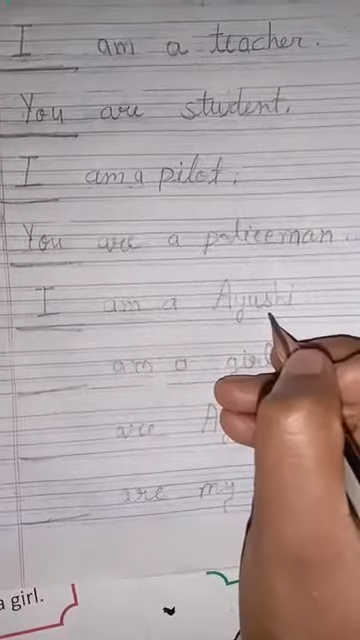 I am a teacher.
You are student.
I am a pilot.
You are a policeman.
I am a Ayushi
am a girl
are
are my
a girl.